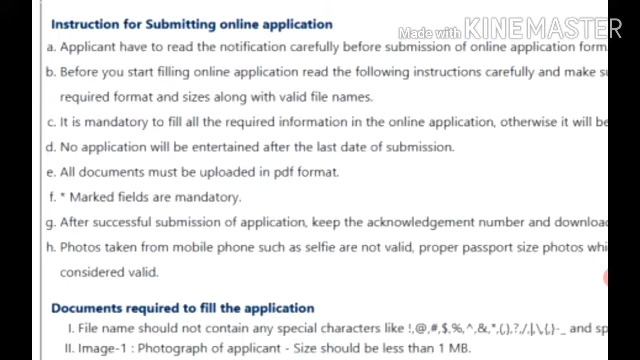 Instruction for Submitting online application
Made with KINEMASTER
a. Applicant have to read the notification carefully before submission of online application form
b. Before you start filling online application read the following instructions carefully and make su
required format and sizes along with valid file names.
c. It is mandatory to fill all the required information in the online application, otherwise it will be
d. No application will be entertained after the last date of submission.
e. All documents must be uploaded in pdf format.
f. * Marked fields are mandatory.
g. After successful submission of application, keep the acknowledgement number and downloa
h. Photos taken from mobile phone such as selfie are not valid, proper passport size photos whi
considered valid.
Documents required to fill the application
I. File name should not contain any special characters like !,@,#,$,%,^,&,*,(,),?,/,|,\,{,}-_ and sp
II. Image-1 : Photograph of applicant - Size should be less than 1 MB.